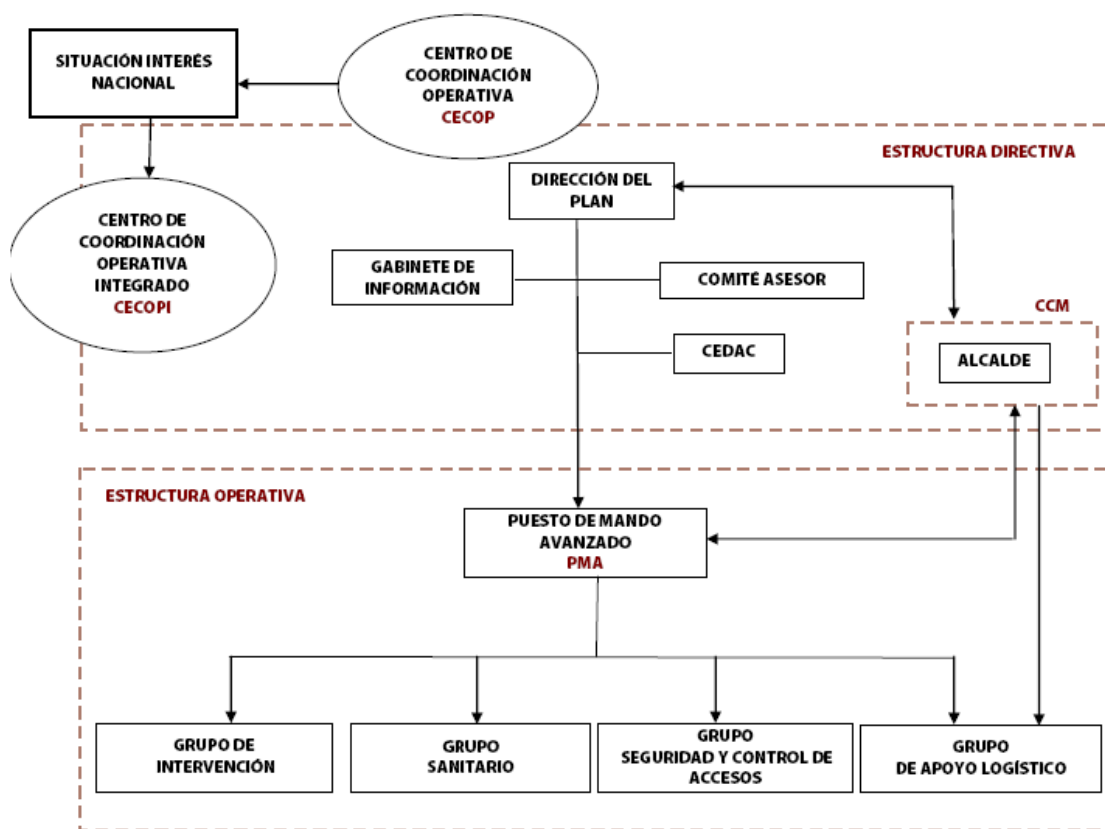 SITUACIÓN INTERÉS
NACIONAL
CENTRO DE
COORDINACIÓN
OPERATIVA
CECOP
ESTRUCTURA DIRECTIVA
DIRECCIÓN DEL
PLAN
CENTRO DE
COORDINACIÓN
OPERATIVA
INTEGRADO
CECOPI
GABINETE DE
INFORMACIÓN
COMITÉ ASESOR
CCM
CEDAC
ALCALDE
ESTRUCTURA OPERATIVA
PUESTO DE MANDO
AVANZADO
PMA
GRUPO DE
INTERVENCIÓN
GRUPO
SANITARIO
GRUPO
SEGURIDAD Y CONTROL DE
ACCESOS
GRUPO
DE APOYO LOGÍSTICO